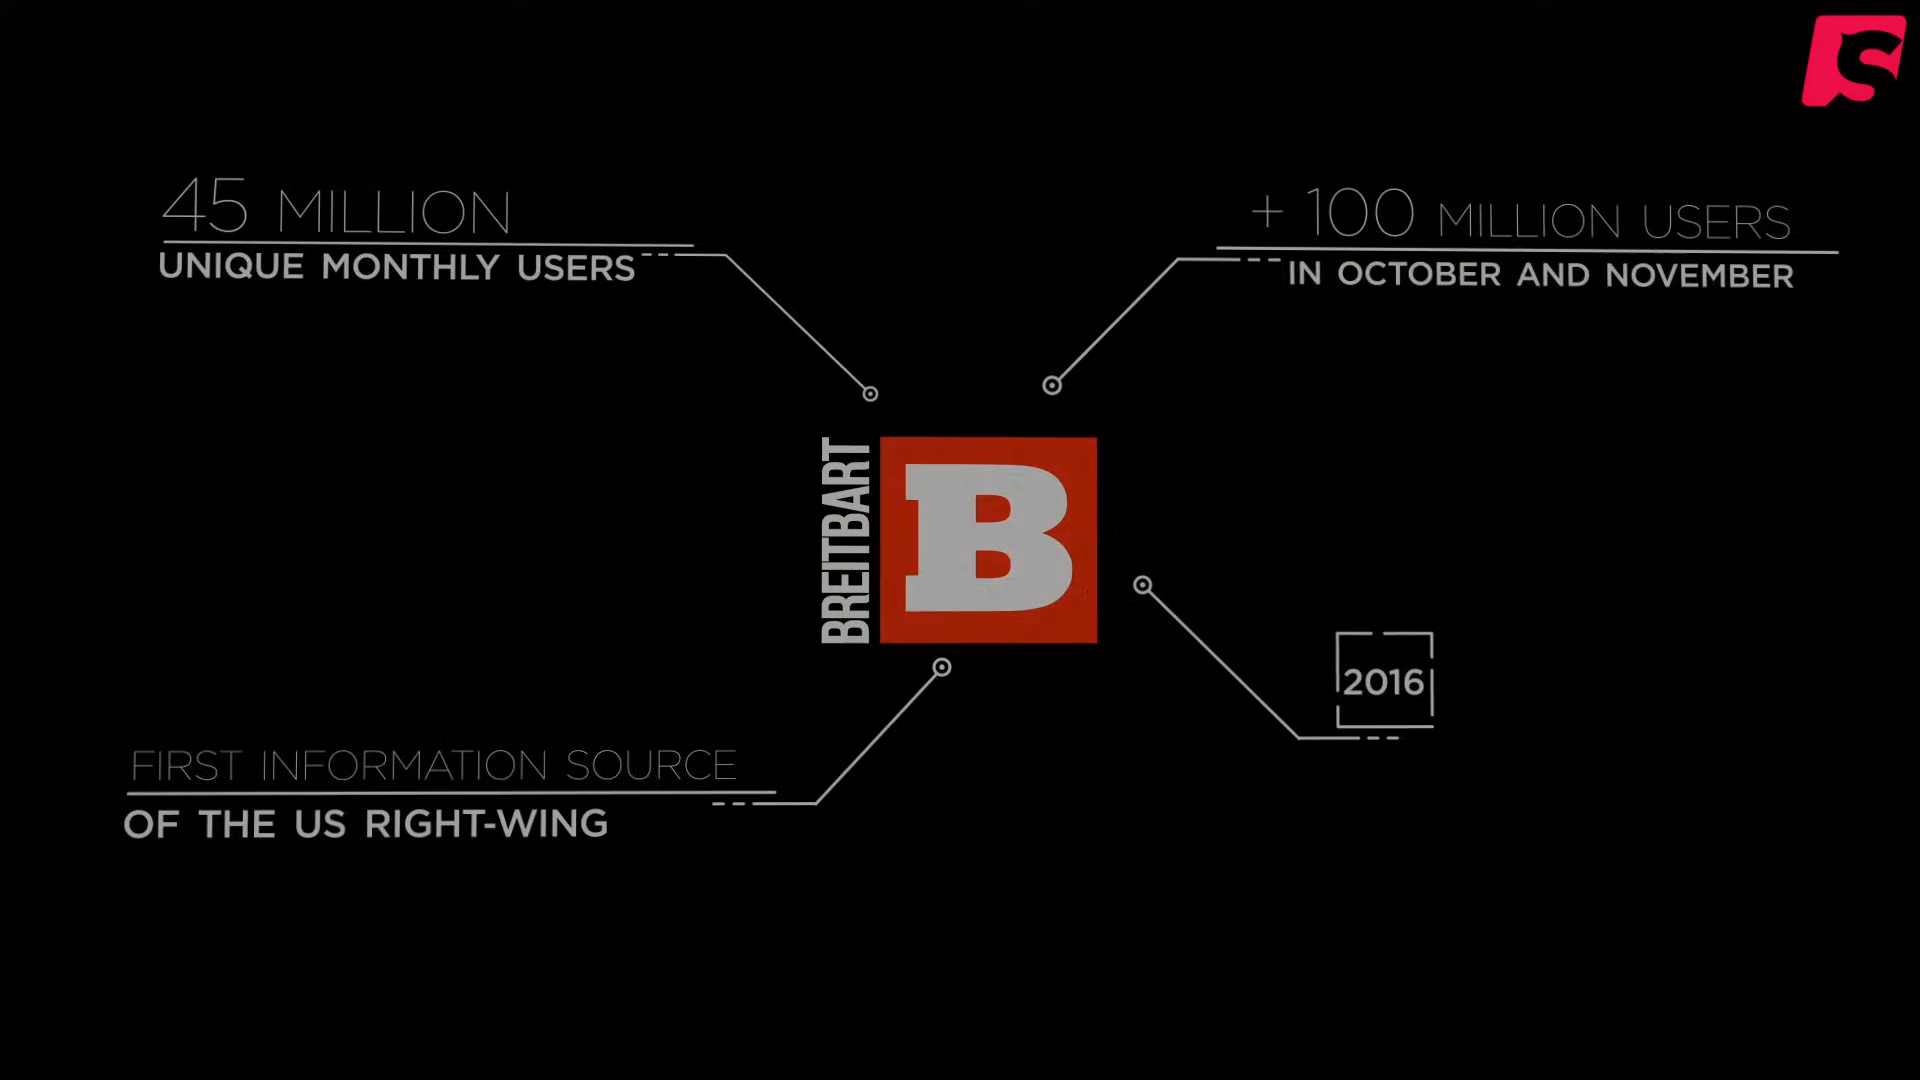 45 MILLION
UNIQUE MONTHLY USERS
+ 100 MILLION USERS
IN OCTOBER AND NOVEMBER
BREITBART
B
2016
FIRST INFORMATION SOURCE
OF THE US RIGHT-WING
S